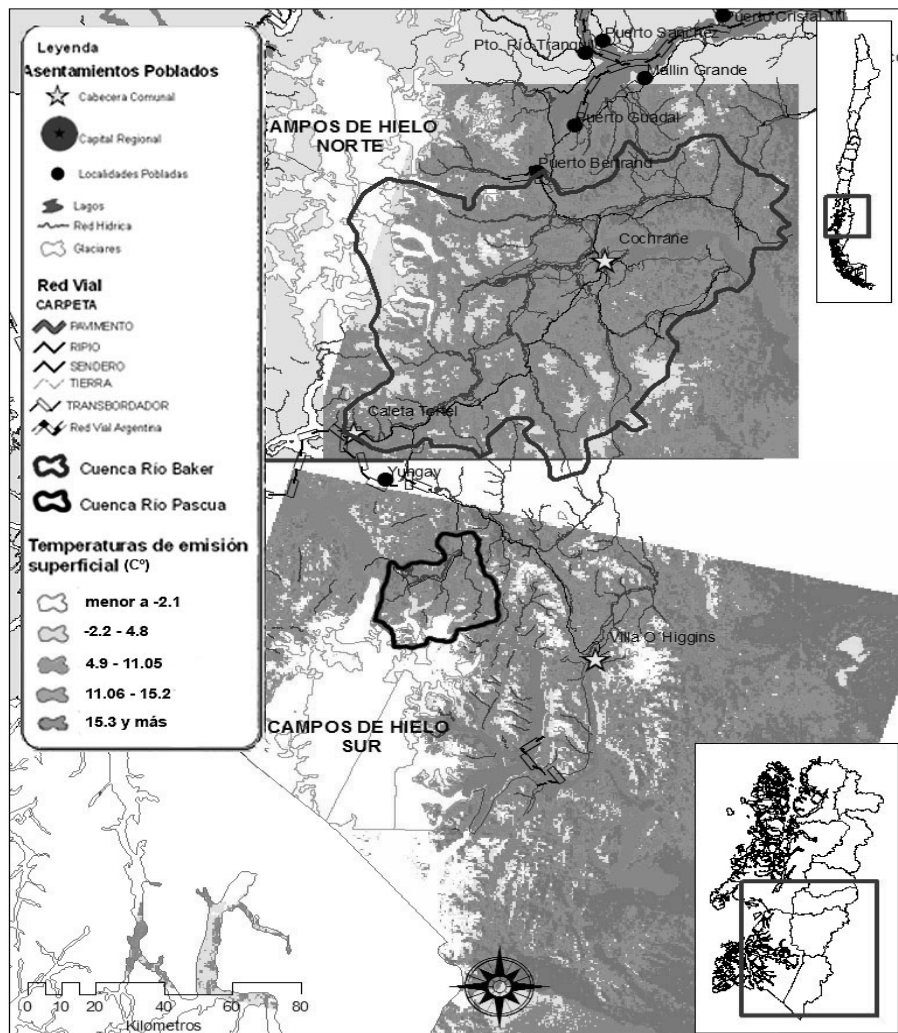 Leyenda
Asentamientos Poblados
Cabecera Comunal
Capital Regional
Localidades Pobladas
Lagos
Red Hidrica
Glaciares
Red Vial
CARPETA
PAVIMENTO
RIPIO
SENDERO
TIERRA
TRANSBORDADOR
Red Vial Argentina
Cuenca Río Baker
Cuenca Río Pascua
Temperaturas de emisión
superficial (Cº)
menor a -2.1
-2.2 - 4.8
4.9 - 11.05
11.06 - 15.2
15.3 y más
Puerto Cristal
Puerto Sanchez
Pto. Río Tranquilo
Mallin Grande
Puerto Guadal
CAMPOS DE HIELO
NORTE
Puerto Bertrand
Cochrane
Caleta Tortel
Yungay
Villa O Higgins
CAMPOS DE HIELO
SUR
0 20 40 60 80
Kilometros